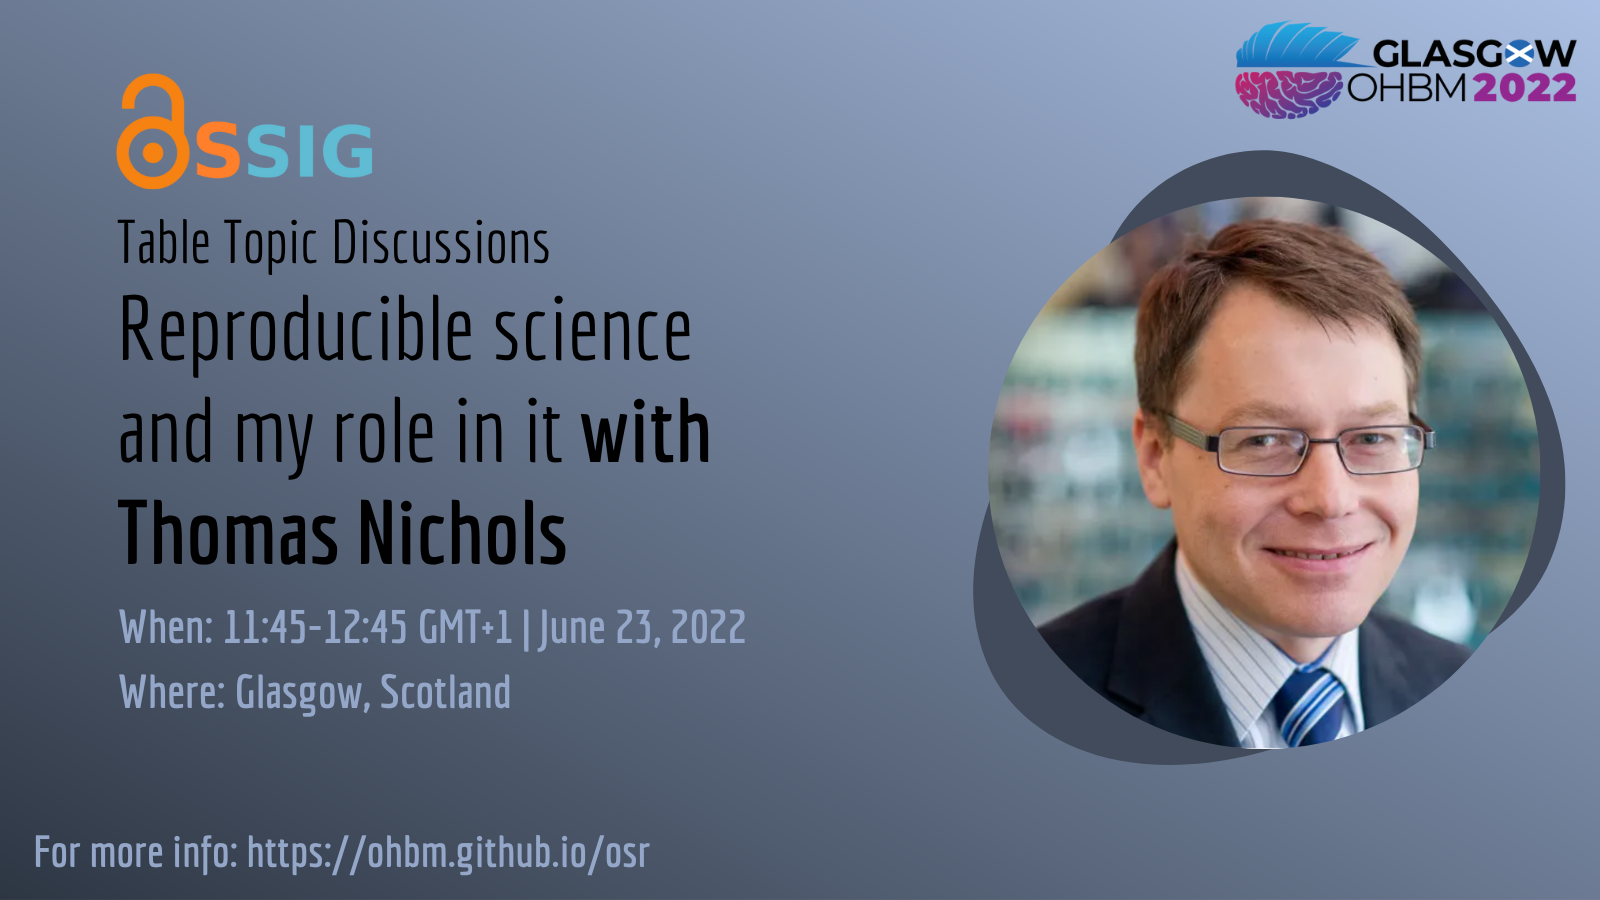 GLASGOW
OHBM 2022
OSSIG
Table Topic Discussions
Reproducible science
and my role in it with
Thomas Nichols
When: 11:45-12:45 GMT+1 | June 23, 2022
Where: Glasgow, Scotland
For more info: https://ohbm.github.io/osr